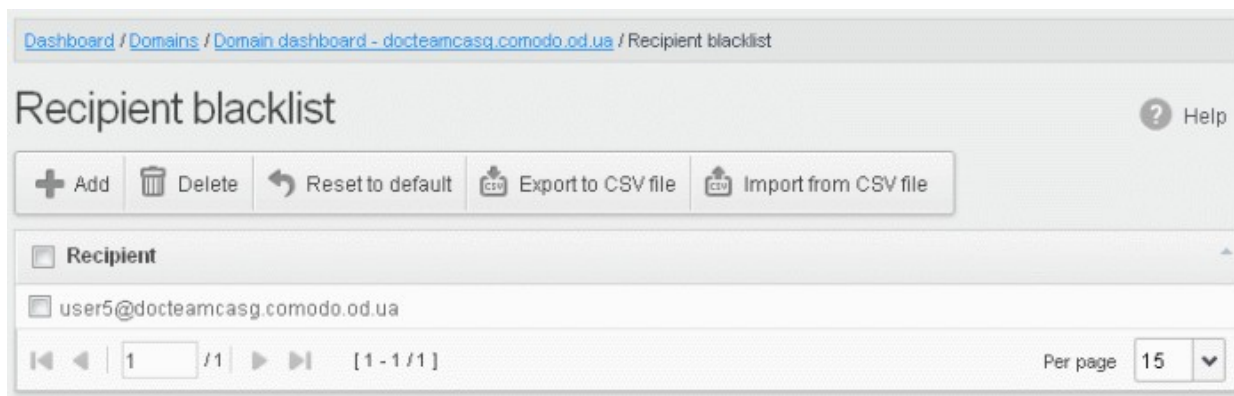 Dashboard / Domains / Domain dashboard - docteamcasg.comodo.od.ua / Recipient blacklist
Recipient blacklist
? Help
Add Delete Reset to default CSV Export to CSV file CSV Import from CSV file
Recipient
user5@docteamcasg.comodo.od.ua
1 /1 [ 1 - 1 / 1 ] Per page 15